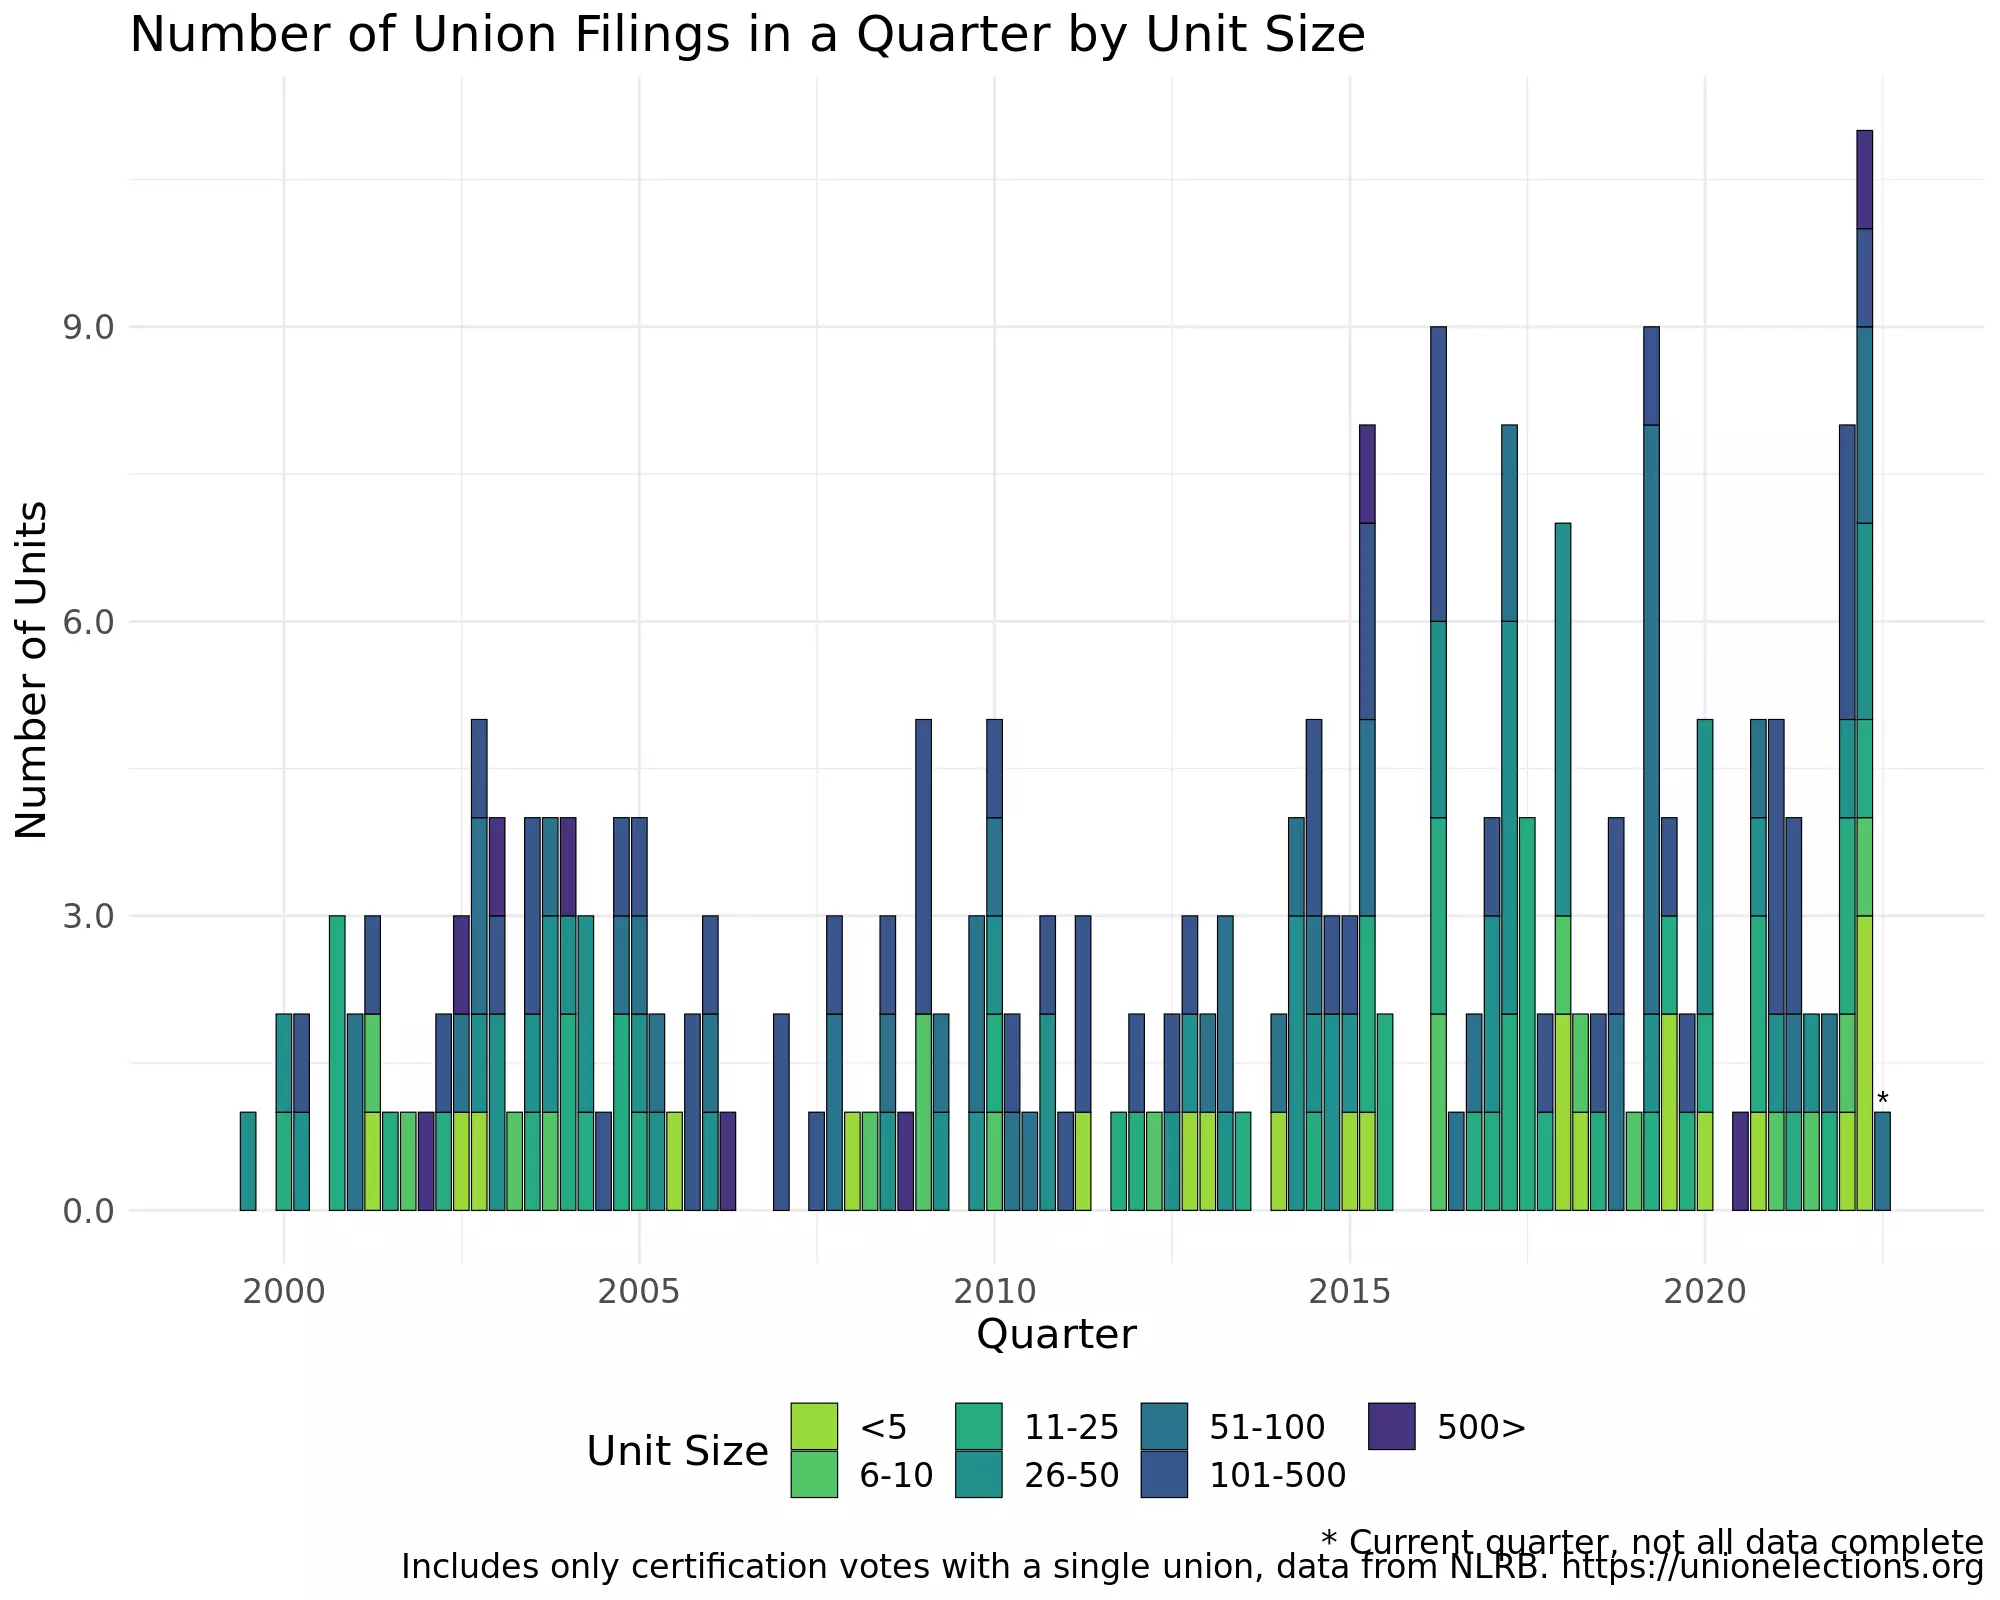 Number of Union Filings in a Quarter by Unit Size
Number of Units
9.0
6.0
3.0
0.0
*
2000 2005 2010 2015 2020
Quarter
Unit Size
<5 11-25 51-100 500>
6-10 26-50 101-500
* Current quarter, not all data complete
Includes only certification votes with a single union, data from NLRB. https://unionelections.org